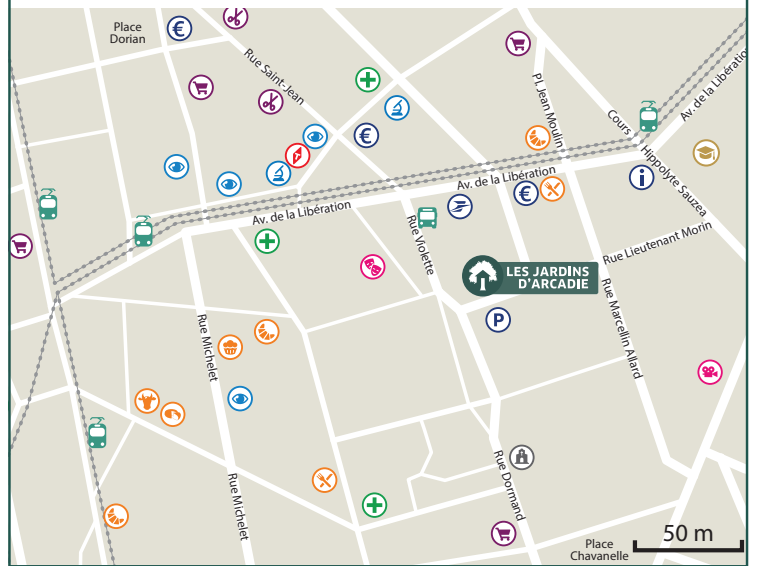 Place
Dorian
€
Rue Saint-Jean
€
Pl. Jean Moulin
Cours
Hippolyte Sauzea
Av. de la Libération
Av. de la Libération
Av. de la Libération
€
i
Rue Violette
Rue Lieutenant Morin
LES JARDINS
D'ARCADIE
P
Rue Marcellin Allard
Rue Michelet
Rue Michelet
Rue Dormand
Place
Chavanelle
50 m